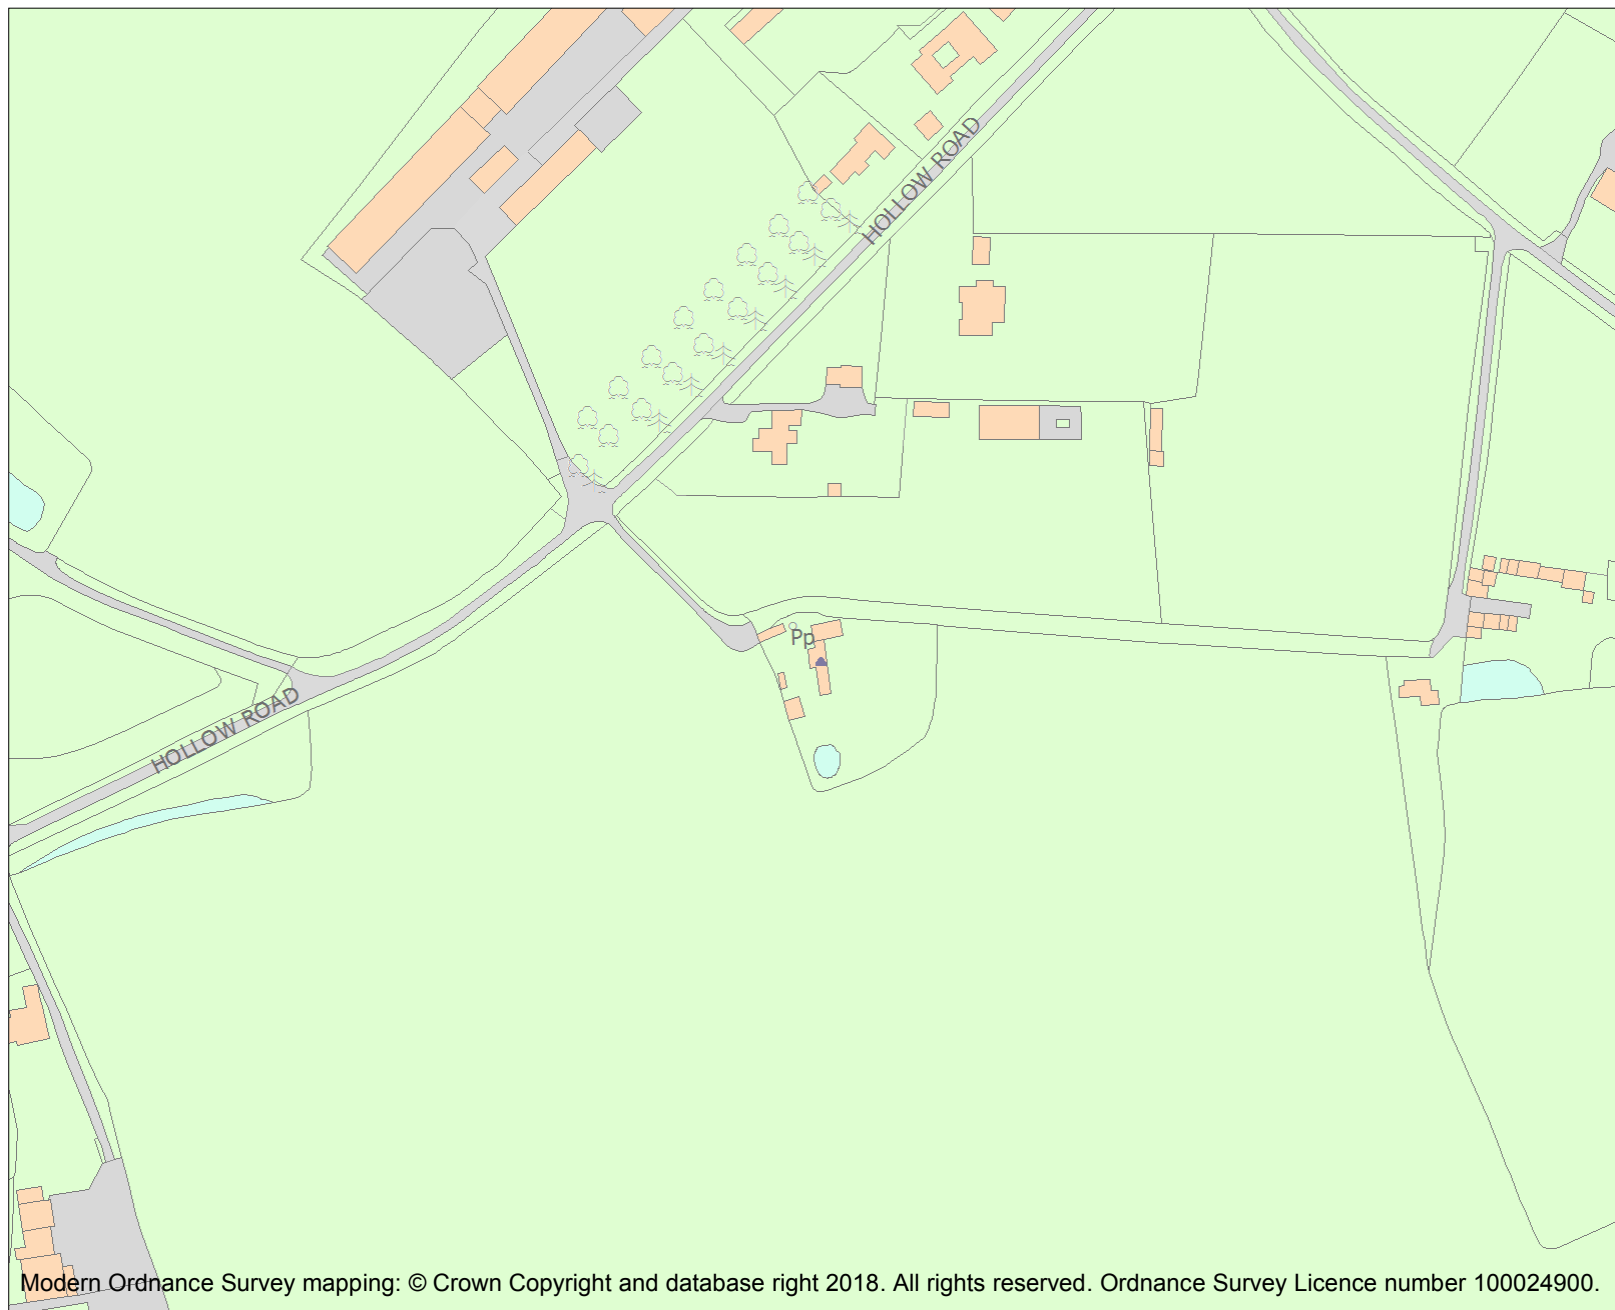 HOLLOW ROAD
Pp
HOLLOW ROAD
Modern Ordnance Survey mapping: © Crown Copyright and database right 2018. All rights reserved. Ordnance Survey Licence number 100024900.